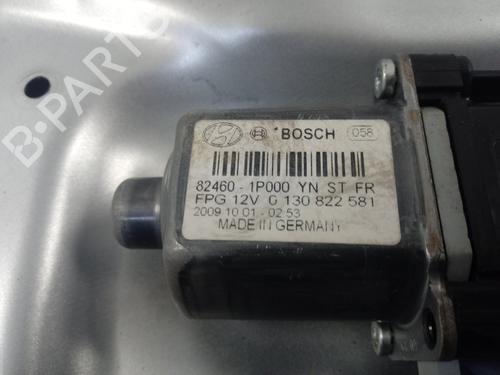 BOSCH 058
82460-1P000 YN ST FR
FPG 12V 0 130 822 581
2009.10.01-02:53
MADE IN GERMANY
B-PARTS